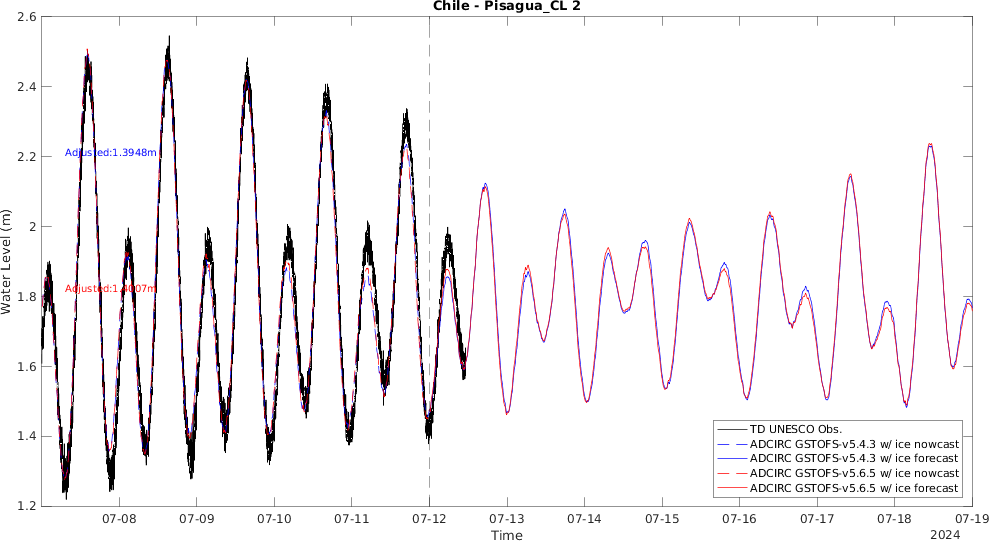 Chile - Pisagua_CL 2
Water Level (m)
2.6
2.4
2.2
2
1.8
1.6
1.4
1.2
Adjusted:1.3948m
Adjusted:1.4007m
TD UNESCO Obs.
ADCIRC GSTOFS-v5.4.3 w/ ice nowcast
ADCIRC GSTOFS-v5.4.3 w/ ice forecast
ADCIRC GSTOFS-v5.6.5 w/ ice nowcast
ADCIRC GSTOFS-v5.6.5 w/ ice forecast
07-08 07-09 07-10 07-11 07-12 07-13 07-14 07-15 07-16 07-17 07-18 07-19
Time
2024